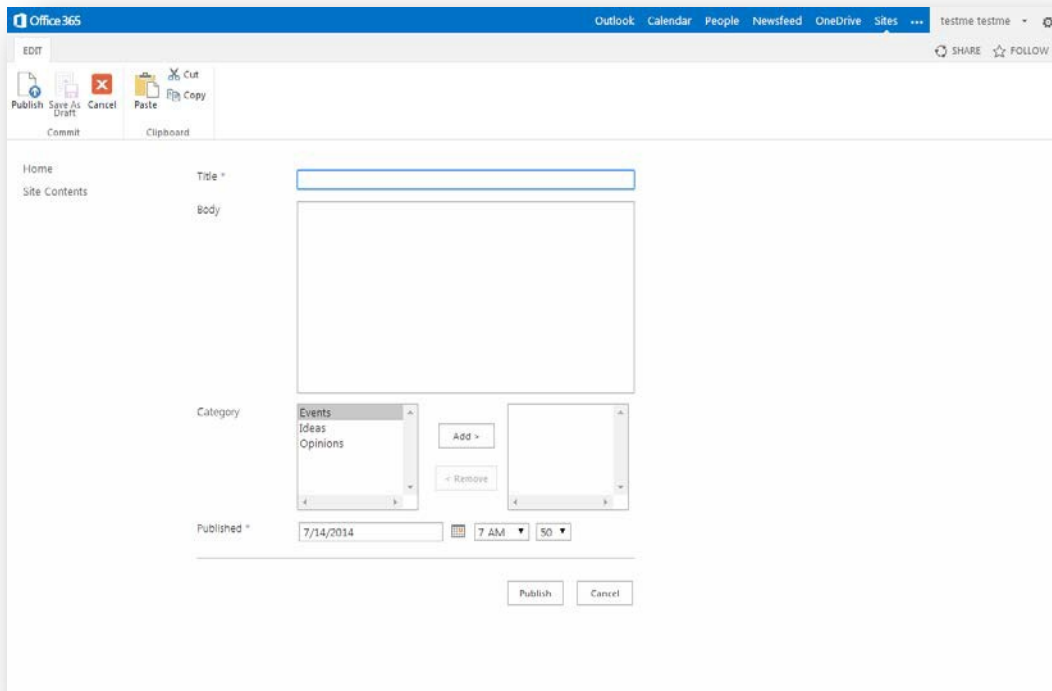 Office 365
Outlook Calendar People Newsfeed OneDrive Sites ••• testme testme
EDIT
SHARE FOLLOW
Publish Save As Draft Cancel Paste Cut
Copy
Commit Clipboard
Home
Site Contents
Title *
Body
Category
Events
Ideas
Opinions
Add >
< Remove
Published * 7/14/2014 7 AM 50
Publish Cancel